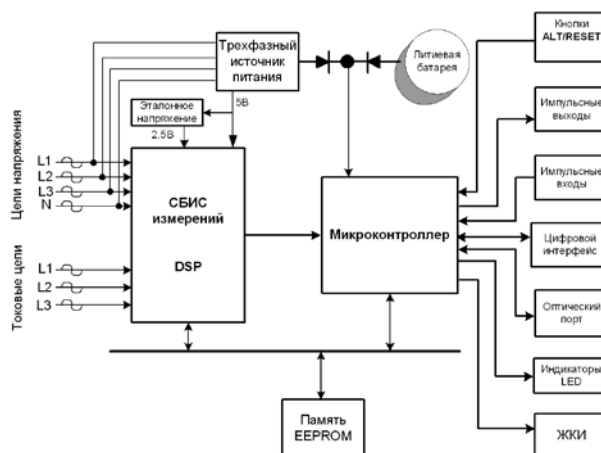 Трехфазный
источник
питания
Литиевая
батарея
Кнопки
ALT/RESET
Эталонное
напряжение
5В
2,5В
Импульсные
выходы
Цепи напряжения
L1
L2
L3
N
СБИС
измерений
DSP
Микроконтроллер
Импульсные
входы
Цифровой
интерфейс
Токовые цепи
L1
L2
L3
Оптический
порт
Индикаторы
LED
Память
EEPROM
ЖКИ